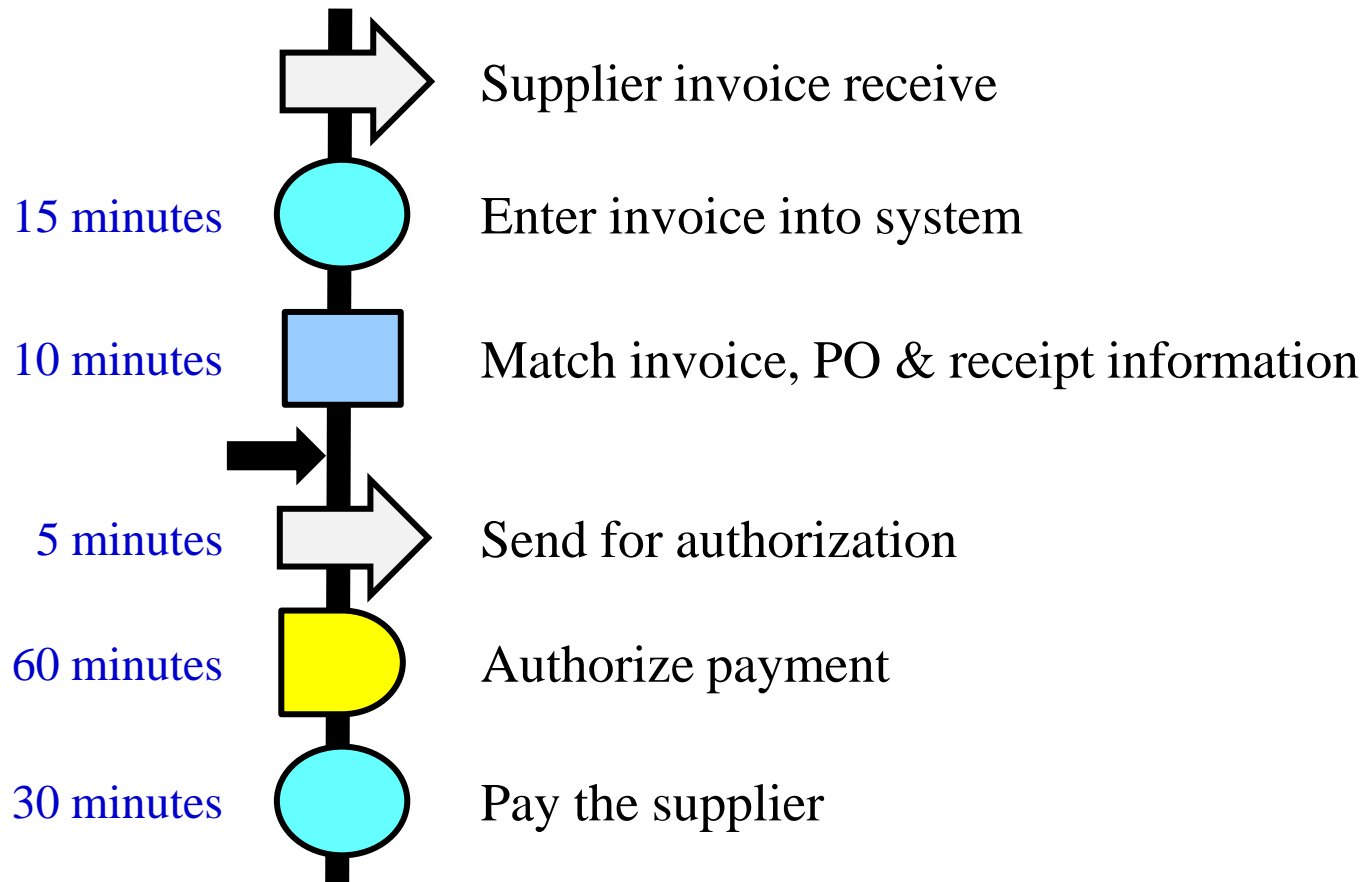 Supplier invoice receive
15 minutes Enter invoice into system
10 minutes Match invoice, PO & receipt information
5 minutes Send for authorization
60 minutes Authorize payment
30 minutes Pay the supplier